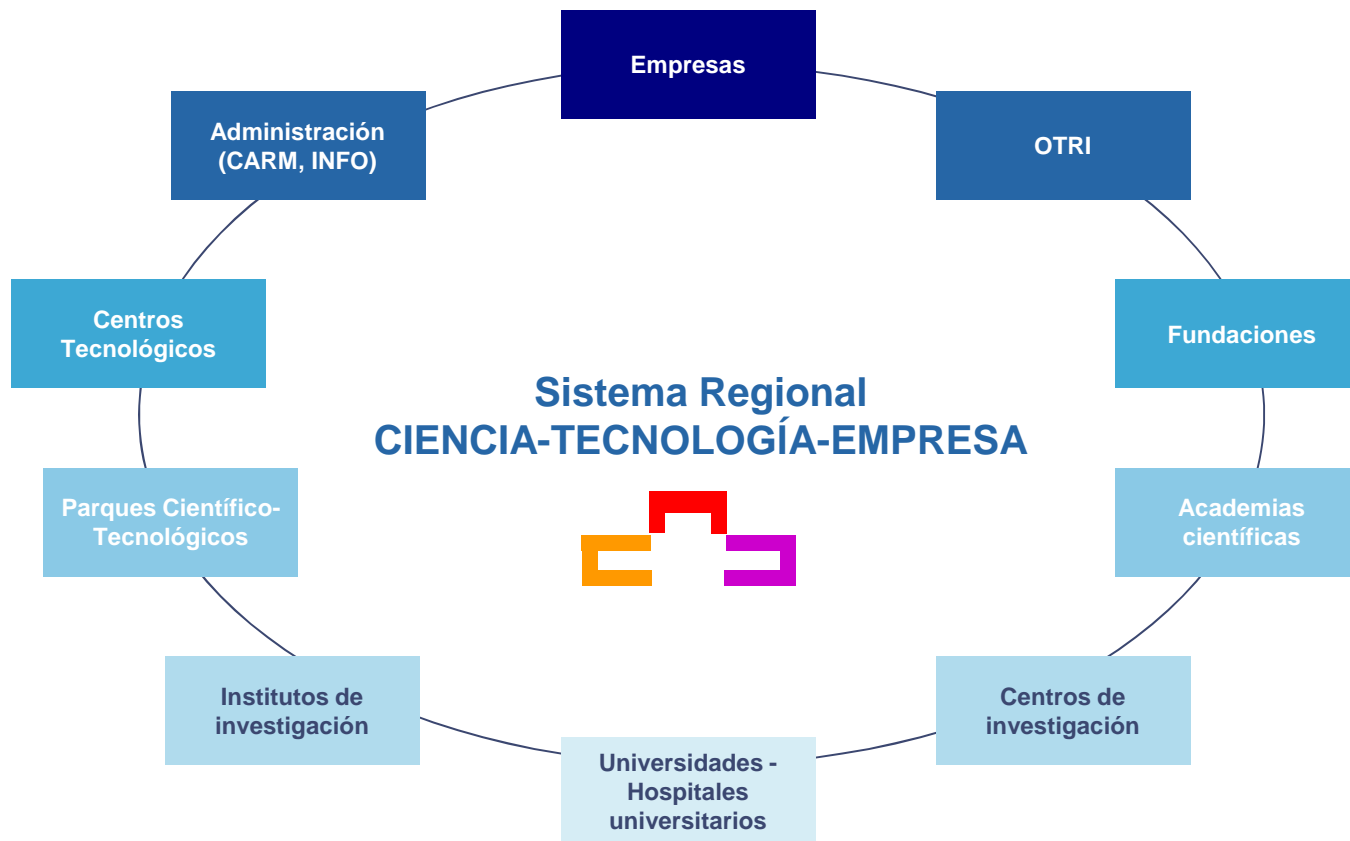 Empresas
Administración
(CARM, INFO)
OTRI
Centros
Tecnológicos
Fundaciones
Sistema Regional
CIENCIA-TECNOLOGÍA-EMPRESA
Parques Científico-
Tecnológicos
Academias
científicas
Institutos de
investigación
Centros de
investigación
Universidades -
Hospitales
universitarios